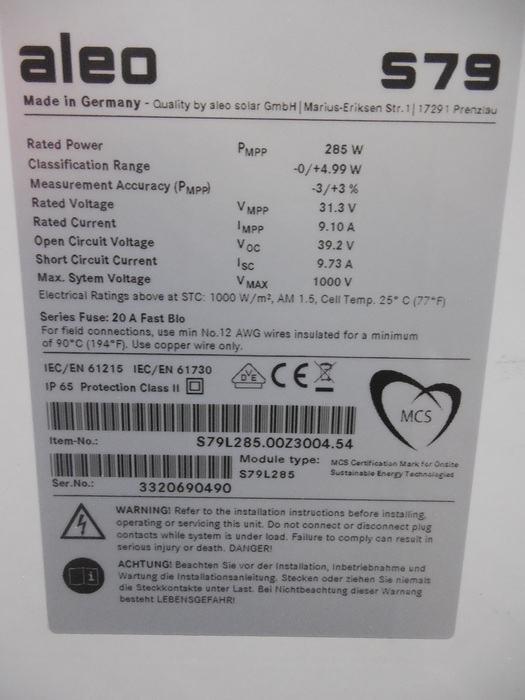 aleo S79
Made in Germany - Quality by aleo solar GmbH | Marius-Eriksen Str. 1 | 17291 Prenzlau
Rated Power PMPP 285 W
Classification Range -0/+4.99 W
Measurement Accuracy (PMPP) -3/+3 %
Rated Voltage VMPP 31.3 V
Rated Current IMPP 9.10 A
Open Circuit Voltage VOC 39.2 V
Short Circuit Current ISC 9.73 A
Max. Sytem Voltage VMAX 1000 V
Electrical Ratings above at STC: 1000 W/m², AM 1.5, Cell Temp. 25° C (77°F)
Series Fuse: 20 A Fast Blo
For field connections, use min No.12 AWG wires insulated for a minimum
of 90°C (194°F). Use copper wire only.
IEC/EN 61215 IEC/EN 61730
IP 65 Protection Class II
DVE CE
MCS
Item-No.: S79L285.00Z3004.54
Module type:
S79L285
MCS Certification Mark for Onsite
Sustainable Energy Technologies
Ser.No.: 3320690490
WARNING! Refer to the installation instructions before installing,
operating or servicing this unit. Do not connect or disconnect plug
contacts while system is under load. Failure to comply can result in
serious injury or death. DANGER!
ACHTUNG! Beachten Sie vor der Installation, Inbetriebnahme und
Wartung die Installationsanleitung. Stecken oder ziehen Sie niemals
die Steckkontakte unter Last. Bei Nichtbeachtung dieser Warnung
besteht LEBENSGEFAHR!